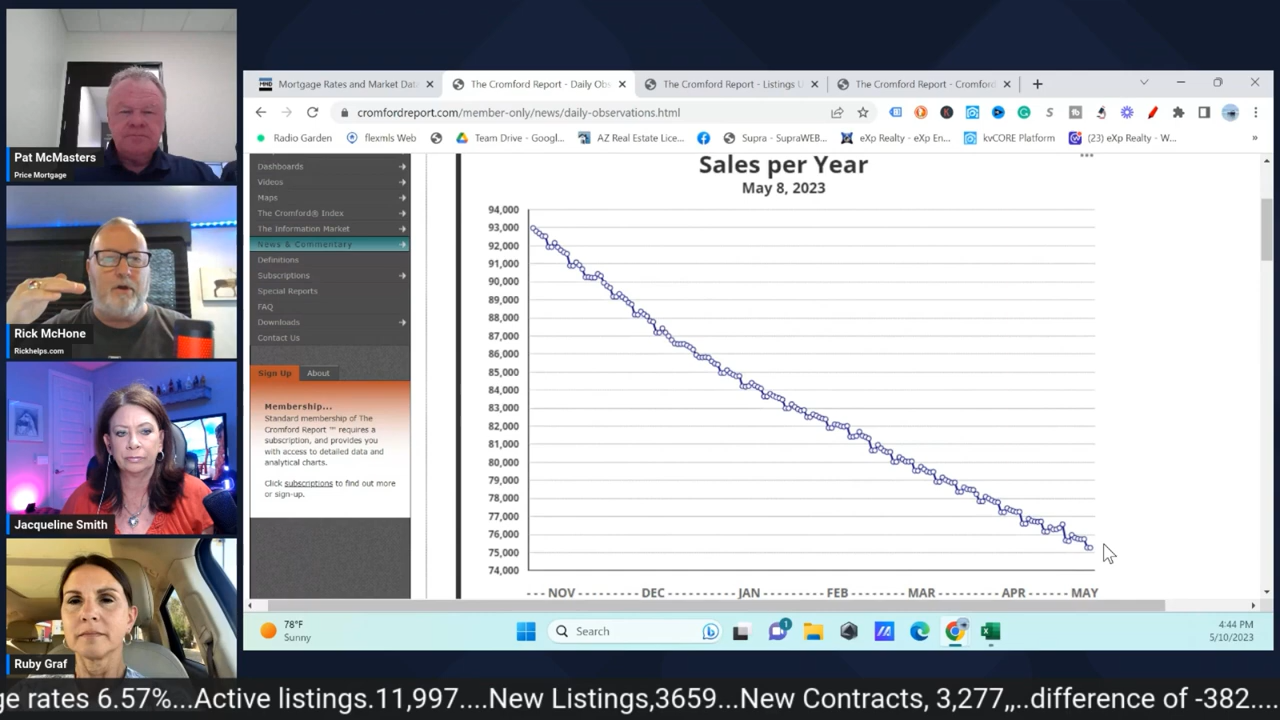 Pat McMasters
Price Mortgage
Rick McHone
Rickhelps.com
Jacqueline Smith
Ruby Graf
Mortgage Rates and Market Dat
The Cromford Report - Daily Obs
The Cromford Report - Listings U
The Cromford Report - Cromfor
cromfordreport.com/member-only/news/daily-observations.html
Radio Garden
flexmls Web
Team Drive - Googl...
AZ Real Estate Lice...
Supra - SupraWEB...
eXp Realty - eXp En...
kvCORE Platform
(23) eXp Realty - W...
»
Dashboards
Videos
Maps
The Cromford® Index
The Information Market
News & Commentary
Definitions
Subscriptions
Special Reports
FAQ
Downloads
Contact Us
Sign Up
About
Membership...
Standard membership of The
Cromford Report ™ requires a
subscription, and provides you
with access to detailed data and
analytical charts.
Click subscriptions to find out more
or sign-up.
Sales per Year
May 8, 2023
94,000
93,000
92,000
91,000
90,000
89,000
88,000
87,000
86,000
85,000
84,000
83,000
82,000
81,000
80,000
79,000
78,000
77,000
76,000
75,000
74,000
- - - NOV - - - - - - - - DEC - - - - - - - - JAN - - - - - - - - FEB - - - - - - - MAR - - - - - - - - APR - - - - - - MAY
78°F
Sunny
Search
1
4:44 PM
5/10/2023
ge rates 6.57%...Active listings.11,997....New Listings,3659...New Contracts, 3,277,,..difference of -382....